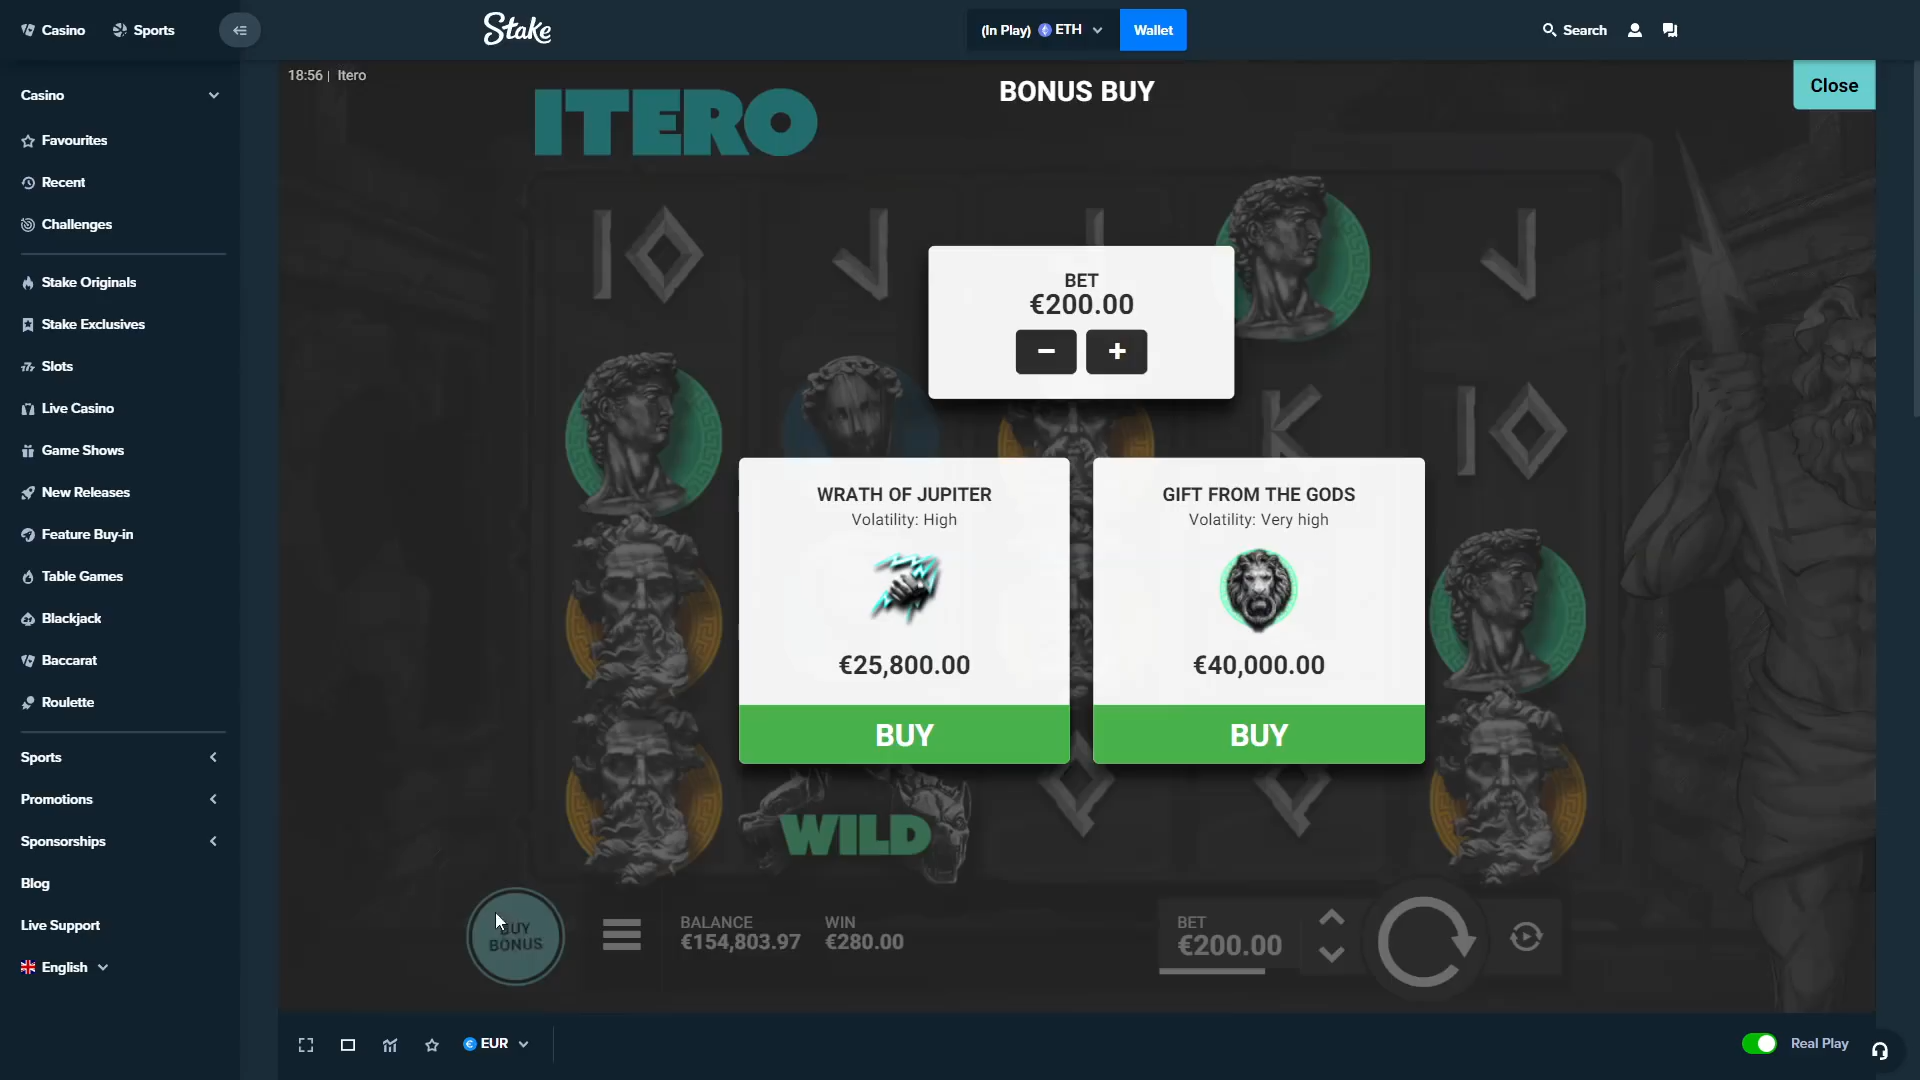 Casino
Sports
Stake
(In Play) ETH
Wallet
Search
Casino
Favourites
Recent
Challenges
Stake Originals
Stake Exclusives
Slots
Live Casino
Game Shows
New Releases
Feature Buy-in
Table Games
Blackjack
Baccarat
Roulette
Sports
Promotions
Sponsorships
Blog
Live Support
English
18:56 | Itero
ITERO
BONUS BUY
Close
BET
€200.00
− +
WRATH OF JUPITER
Volatility: High
€25,800.00
BUY
GIFT FROM THE GODS
Volatility: Very high
€40,000.00
BUY
10 J J
K 10
WILD
BUY
BONUS
BALANCE
€154,803.97
WIN
€280.00
BET
€200.00
EUR
Real Play